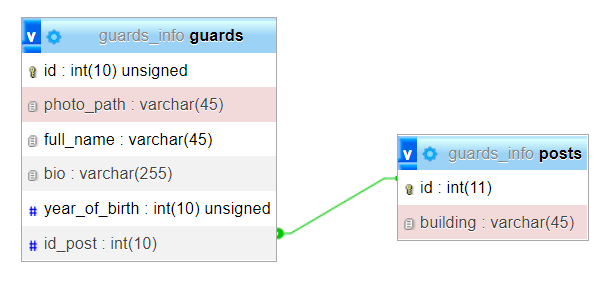 v guards_info guards
id : int(10) unsigned
photo_path : varchar(45)
full_name : varchar(45)
bio : varchar(255)
# year_of_birth : int(10) unsigned
# id_post : int(10)
v guards_info posts
id : int(11)
building : varchar(45)